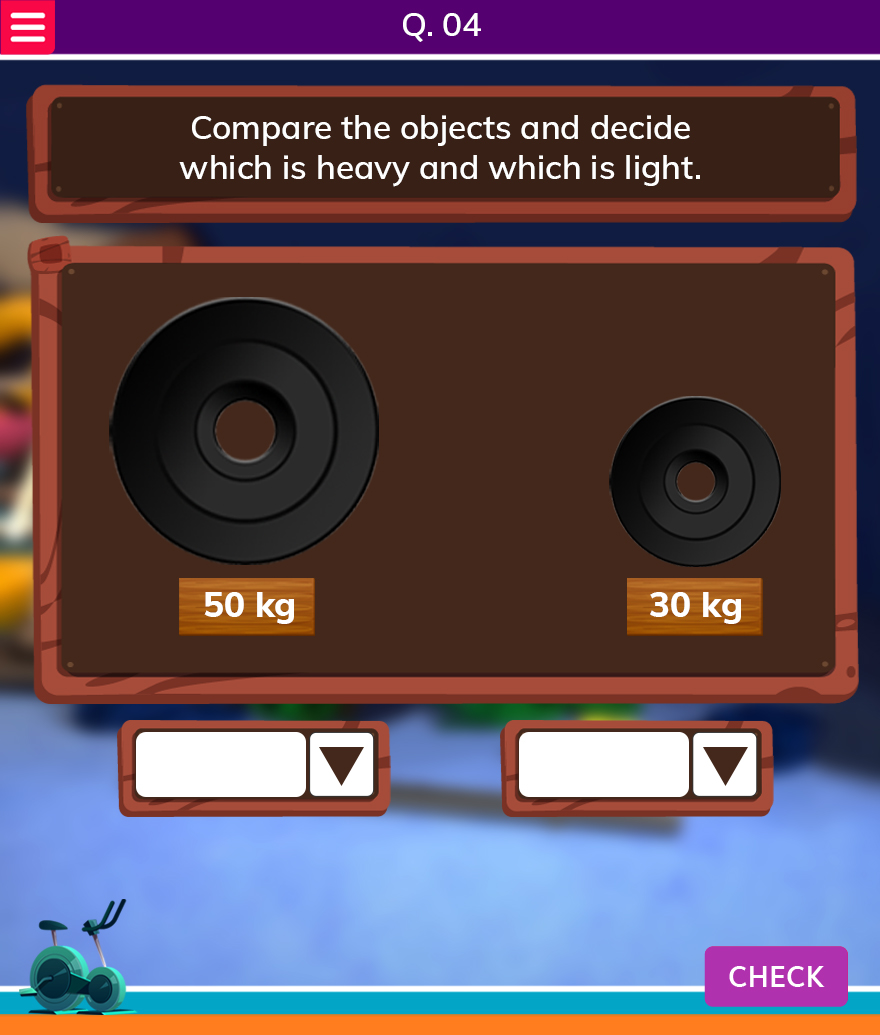 Q. 04
Compare the objects and decide
which is heavy and which is light.
50 kg
30 kg
CHECK